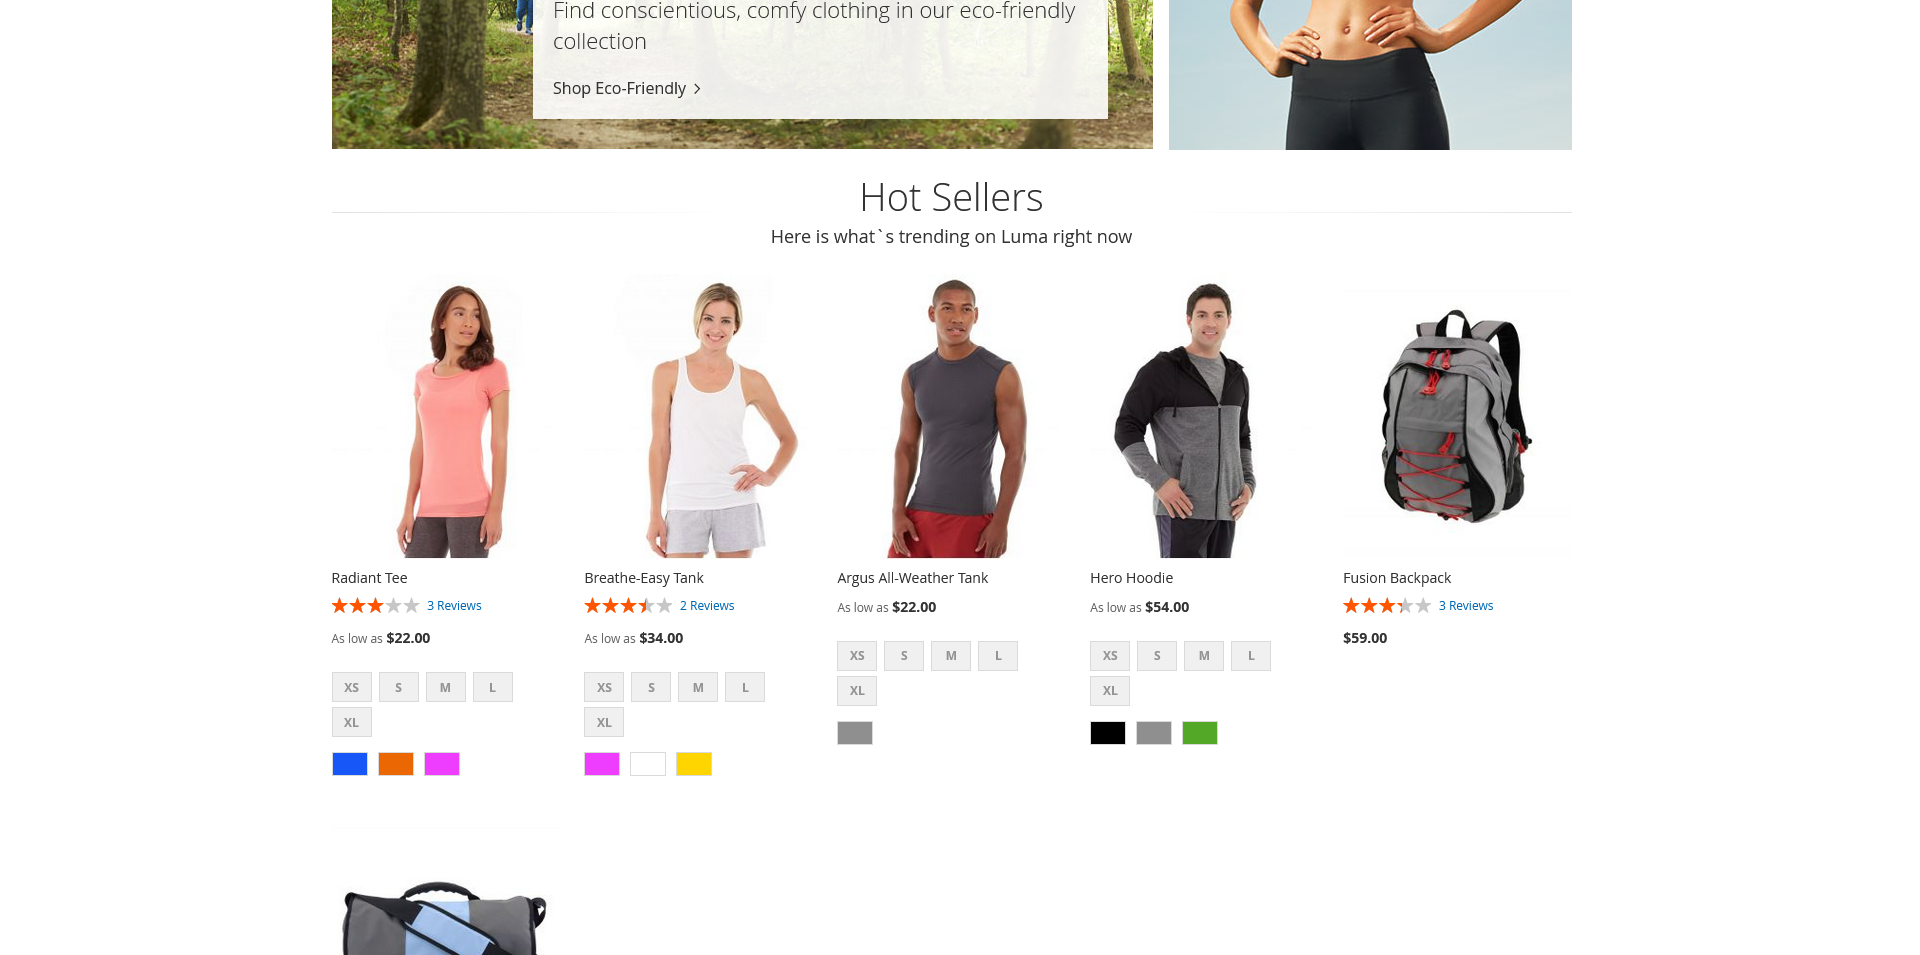 Find conscientious, comfy clothing in our eco-friendly
collection
Shop Eco-Friendly
Hot Sellers
Here is what`s trending on Luma right now
Radiant Tee
3 Reviews
As low as $22.00
XS S M L
XL
Breathe-Easy Tank
2 Reviews
As low as $34.00
XS S M L
XL
Argus All-Weather Tank
As low as $22.00
XS S M L
XL
Hero Hoodie
As low as $54.00
XS S M L
XL
Fusion Backpack
3 Reviews
$59.00